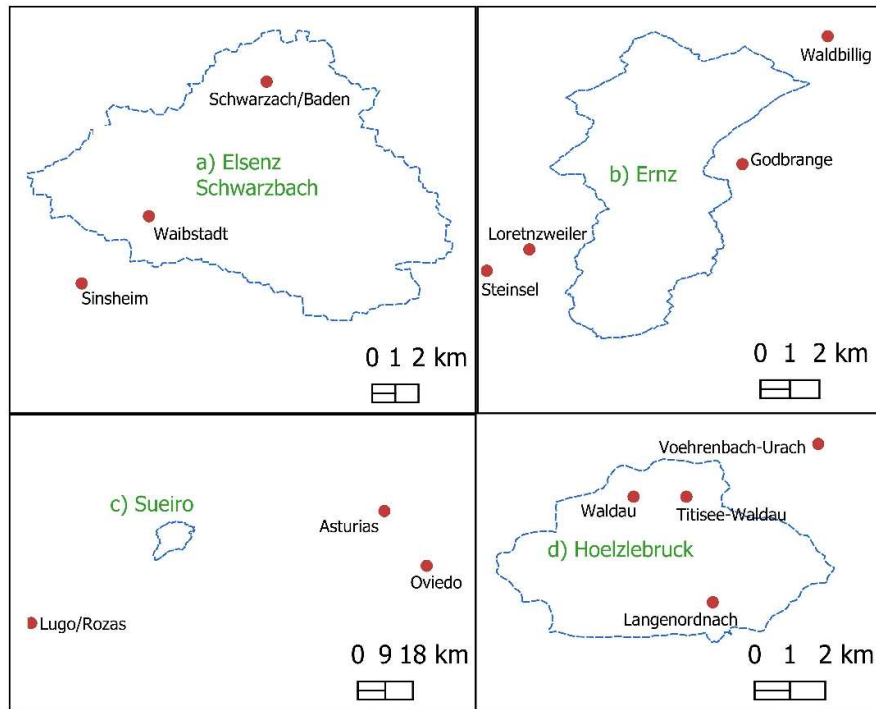 Schwarzach/Baden
a) Elsenz
Schwarzbach
Waibstadt
Sinsheim
0 1 2 km
Waldbillig
Godbrange
b) Ernz
Loretnzweiler
Steinsel
0 1 2 km
c) Sueiro
Asturias
Oviedo
Lugo/Rozas
0 9 18 km
Voehrenbach-Urach
Waldau
Titisee-Waldau
d) Hoelzlebruck
Langenordnach
0 1 2 km